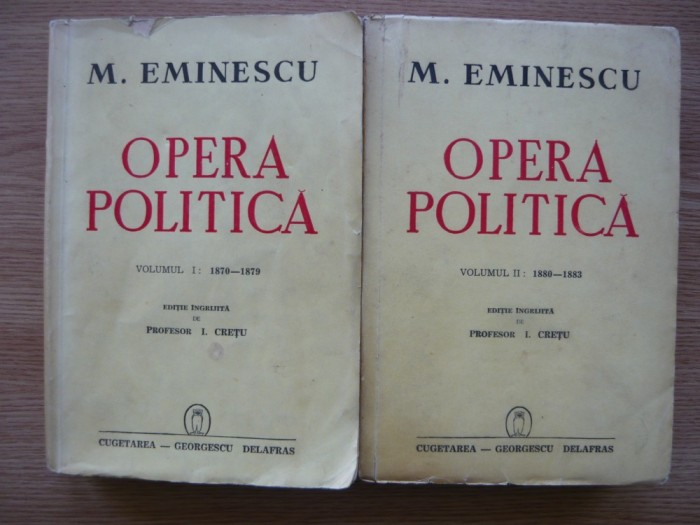 M. EMINESCU
OPERA
POLITICĂ
VOLUMUL I: 1870—1879
EDIȚIE ÎNGRIJITĂ
DE
PROFESOR I. CREȚU
CUGETAREA — GEORGESCU DELAFRAS
M. EMINESCU
OPERA
POLITICĂ
VOLUMUL II: 1880—1883
EDIȚIE ÎNGRIJITĂ
DE
PROFESOR I. CREȚU
CUGETAREA — GEORGESCU DELAFRAS